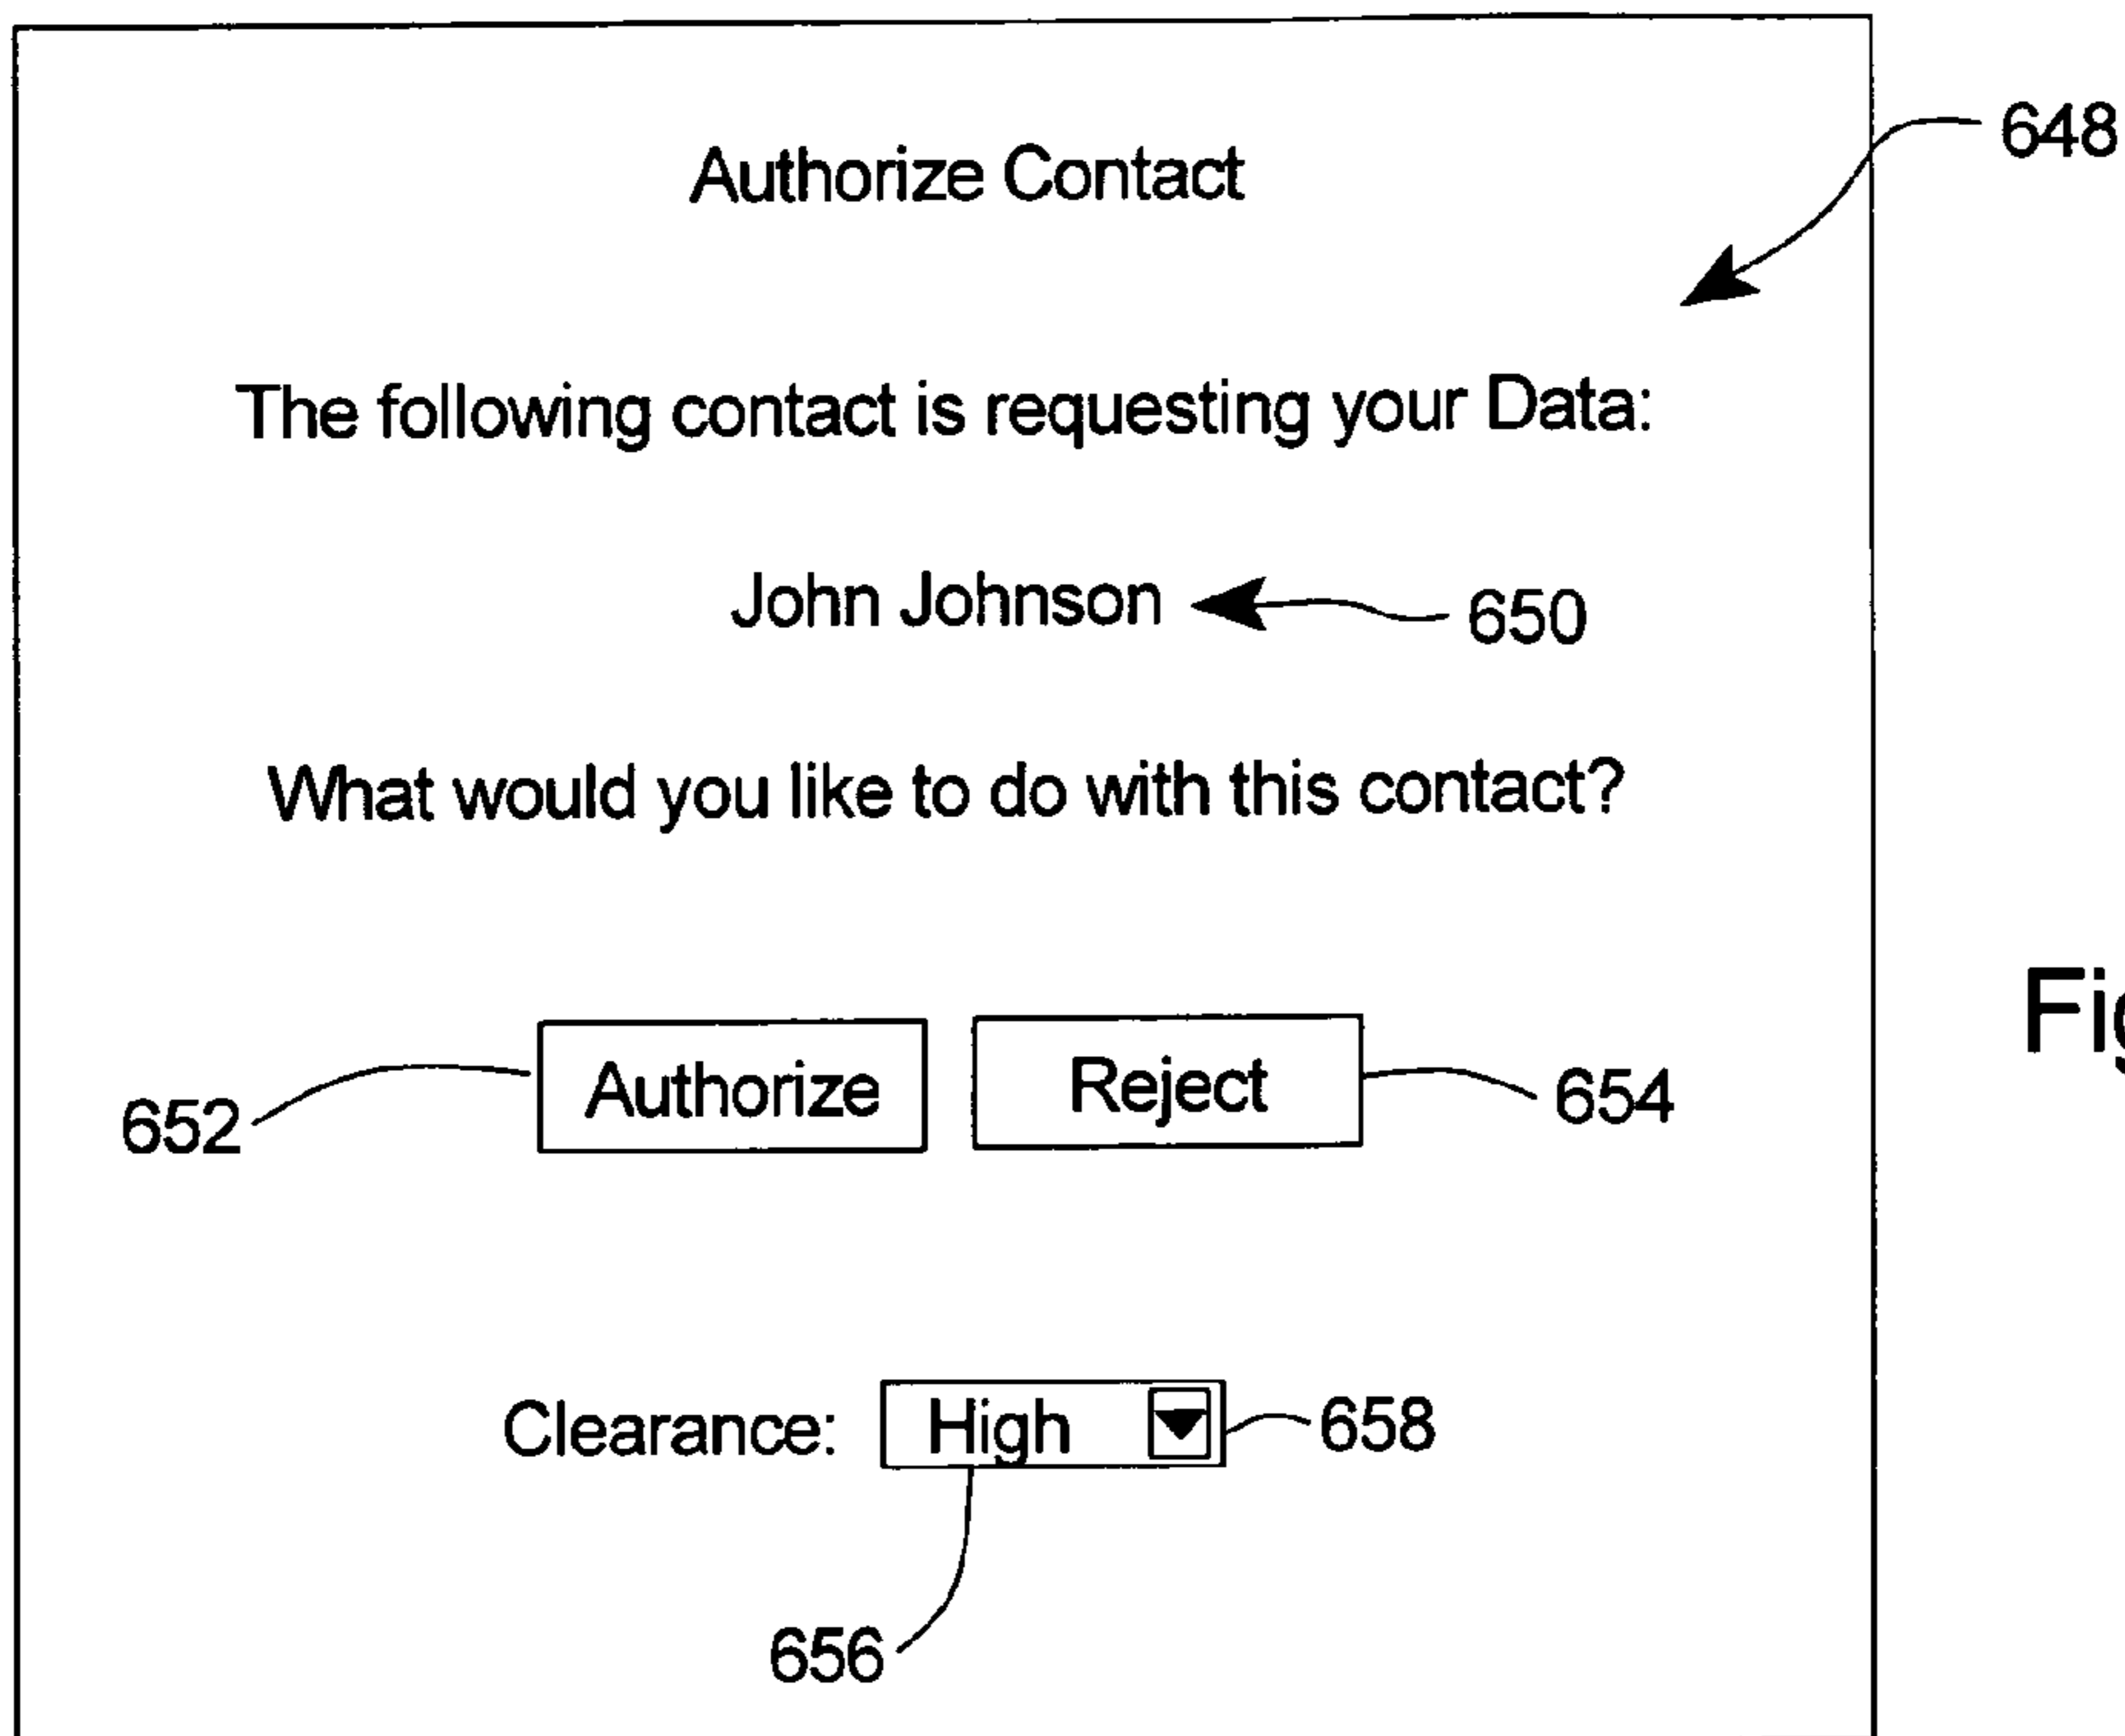 Authorize Contact
648
The following contact is requesting your Data:
John Johnson
650
What would you like to do with this contact?
652
Authorize
Reject
654
Clearance:
High
658
656